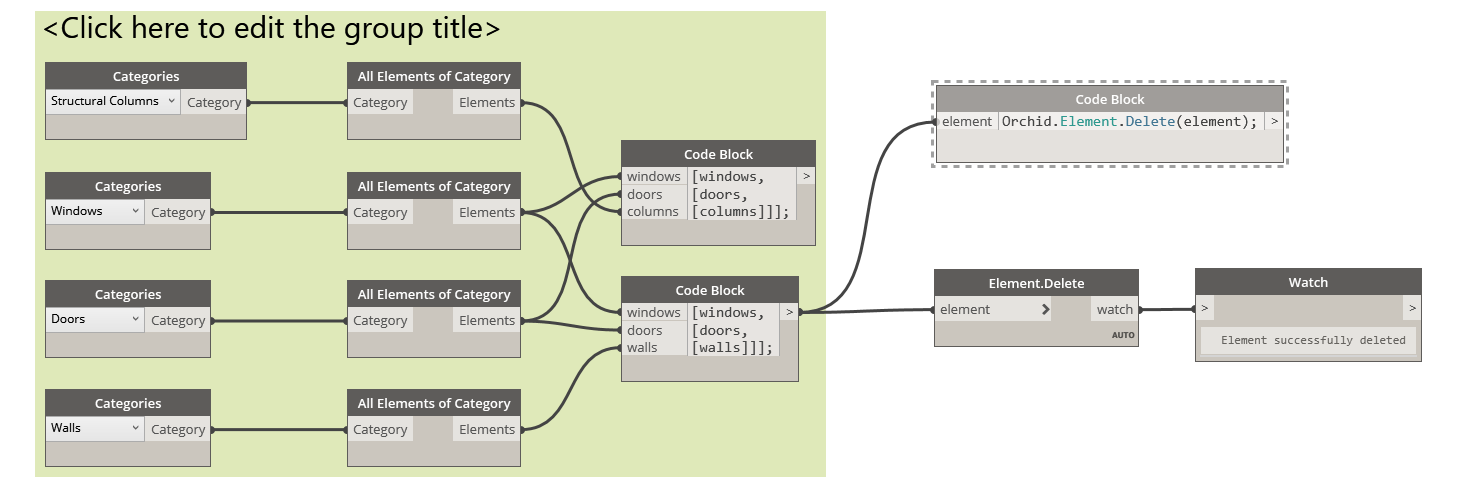 <Click here to edit the group title>
Categories
Structural Columns
Category
All Elements of Category
Category
Elements
Categories
Windows
Category
All Elements of Category
Category
Elements
Categories
Doors
Category
All Elements of Category
Category
Elements
Categories
Walls
Category
All Elements of Category
Category
Elements
Code Block
windows
doors
columns
[windows,
[doors,
[columns]]];
>
Code Block
windows
doors
walls
[windows,
[doors,
[walls]]];
>
Code Block
element
Orchid.Element.Delete(element);
>
Element.Delete
element
watch
AUTO
Watch
>
>
Element successfully deleted